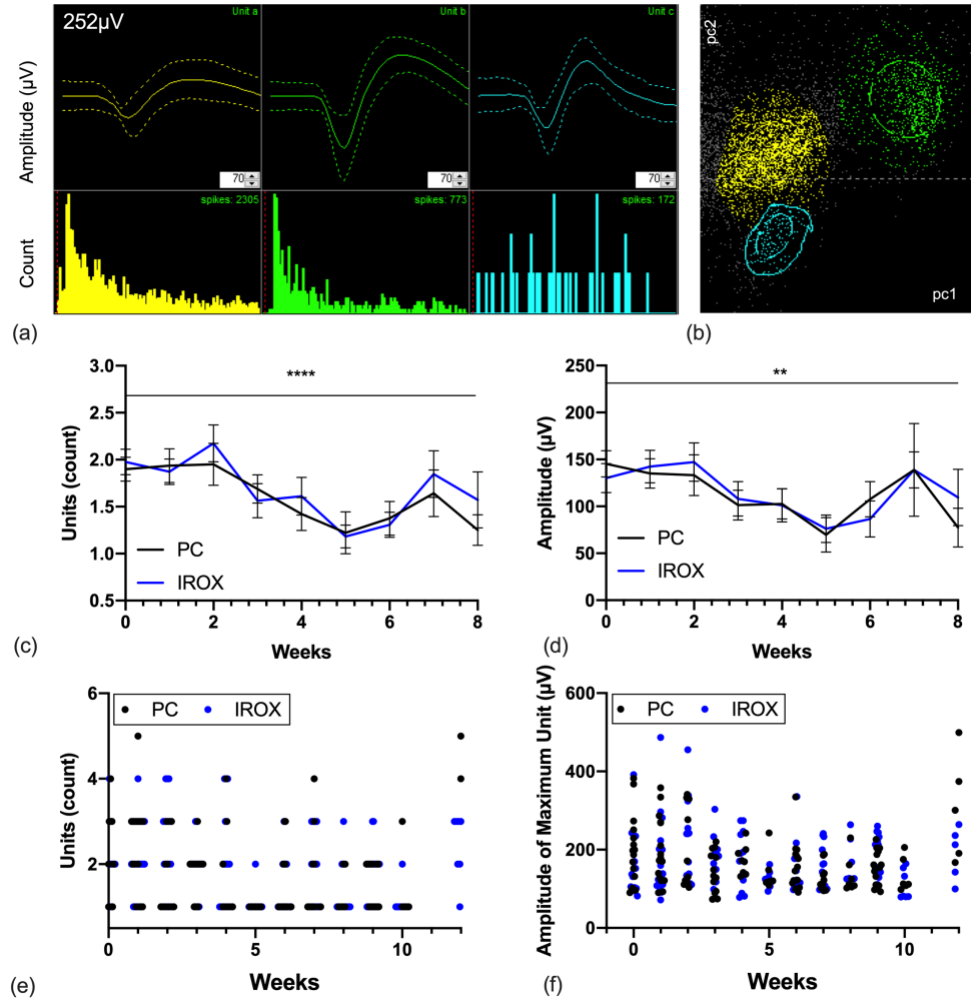 252µV
Unit a
Unit b
Unit c
Amplitude (µV)
70
70
70
spikes: 2305
spikes: 773
spikes: 172
Count
(a)
pc2
pc1
(b)
3.0
2.5
2.0
1.5
1.0
0.5
Units (count)
****
PC
IROX
0
2
4
6
8
Weeks
(c)
250
200
150
100
50
0
Amplitude (µV)
**
PC
IROX
0
2
4
6
8
Weeks
(d)
6
4
2
Units (count)
PC
IROX
0
5
10
Weeks
(e)
600
400
200
0
Amplitude of Maximum Unit (µV)
PC
IROX
0
5
10
Weeks
(f)